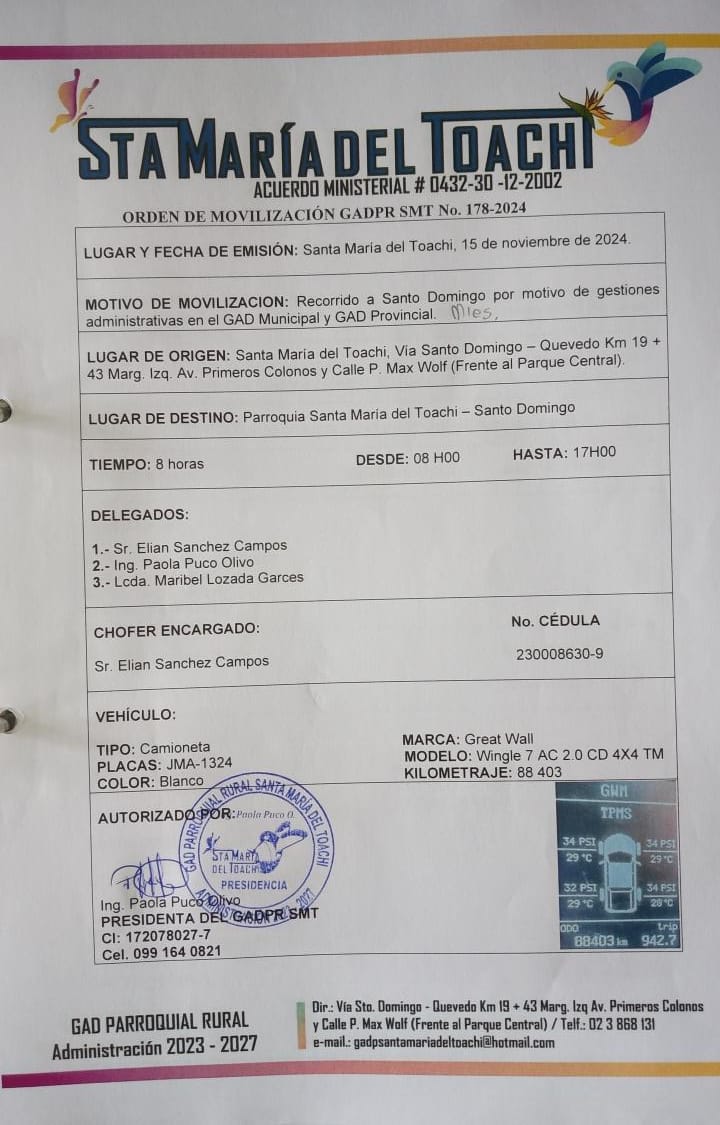 STA MARÍA DEL TOACHI
ACUERDO MINISTERIAL # 0432-30 -12-2002
ORDEN DE MOVILIZACIÓN GADPR SMT No. 178-2024
LUGAR Y FECHA DE EMISIÓN: Santa María del Toachi, 15 de noviembre de 2024.
MOTIVO DE MOVILIZACION: Recorrido a Santo Domingo por motivo de gestiones
administrativas en el GAD Municipal y GAD Provincial. Mies,
LUGAR DE ORIGEN: Santa María del Toachi, Vía Santo Domingo – Quevedo Km 19 +
43 Marg. Izq. Av. Primeros Colonos y Calle P. Max Wolf (Frente al Parque Central).
LUGAR DE DESTINO: Parroquia Santa María del Toachi – Santo Domingo
TIEMPO: 8 horas DESDE: 08 H00 HASTA: 17H00
DELEGADOS:
1.- Sr. Elian Sanchez Campos
2.- Ing. Paola Puco Olivo
3.- Lcda. Maribel Lozada Garces
CHOFER ENCARGADO: No. CÉDULA
Sr. Elian Sanchez Campos 230008630-9
VEHÍCULO:
TIPO: Camioneta MARCA: Great Wall
PLACAS: JMA-1324 MODELO: Wingle 7 AC 2.0 CD 4X4 TM
COLOR: Blanco KILOMETRAJE: 88 403
AUTORIZADO POR: Paola Puco O.
GAD PARROQUIAL RURAL SANTA MARÍA DEL TOACHI
STA MARÍA
DEL TOACHI
PRESIDENCIA
ADMINISTRACIÓN 2023 - 2027
Ing. Paola Puco Olivo
PRESIDENTA DEL GADPR SMT
CI: 172078027-7
Cel. 099 164 0821
GWM
TPMS
34 PSI 34 PSI
29 °C 29 °C
32 PSI 34 PSI
29 °C 28 °C
ODO trip
88403 km 942.7
GAD PARROQUIAL RURAL
Administración 2023 - 2027
Dir.: Vía Sto. Domingo - Quevedo Km 19 + 43 Marg. Izq Av. Primeros Colonos
y Calle P. Max Wolf (Frente al Parque Central) / Telf.: 02 3 868 131
e-mail.: gadpsantamariadeltoachi@hotmail.com